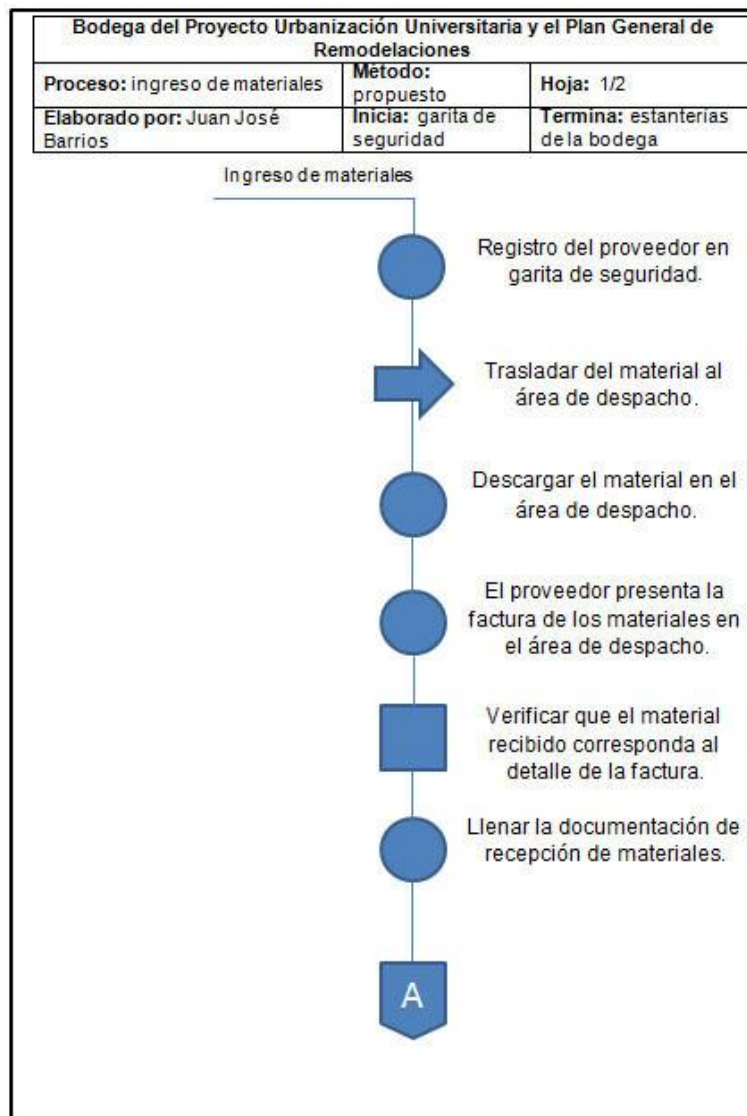 Bodega del Proyecto Urbanización Universitaria y el Plan General de
Remodelaciones
Proceso: ingreso de materiales
Método:
propuesto
Hoja: 1/2
Elaborado por: Juan José
Barrios
Inicia: garita de
seguridad
Termina: estanterías
de la bodega
Ingreso de materiales
Registro del proveedor en
garita de seguridad.
Trasladar del material al
área de despacho.
Descargar el material en el
área de despacho.
El proveedor presenta la
factura de los materiales en
el área de despacho.
Verificar que el material
recibido corresponda al
detalle de la factura.
Llenar la documentación de
recepción de materiales.
A